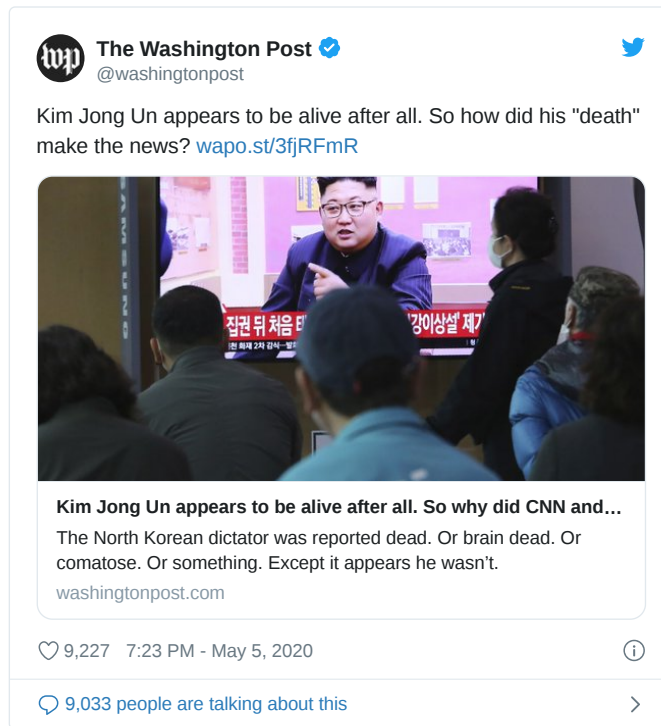 wp
The Washington Post
@washingtonpost
Kim Jong Un appears to be alive after all. So how did his "death"
make the news? wapo.st/3fjRFmR
SAMSUNG
집권 뒤 처음
강이상설' 제기
Kim Jong Un appears to be alive after all. So why did CNN and…
The North Korean dictator was reported dead. Or brain dead. Or
comatose. Or something. Except it appears he wasn’t.
washingtonpost.com
9,227 7:23 PM - May 5, 2020
9,033 people are talking about this